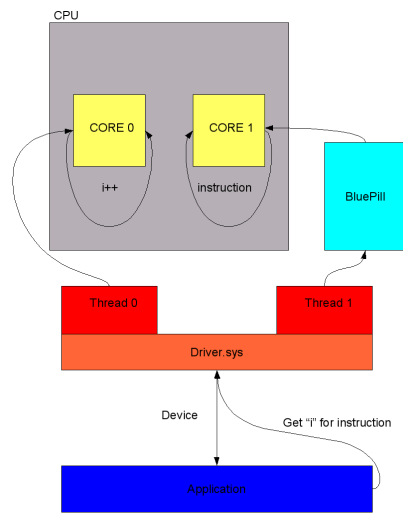 CPU
CORE 0
CORE 1
i++
instruction
BluePill
Thread 0
Thread 1
Driver.sys
Device
Get “i” for instruction
Application